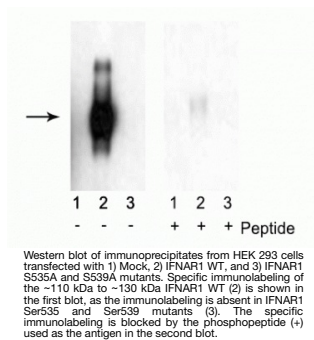 1 2 3 1 2 3
- - - + + + Peptide
Western blot of immunoprecipitates from HEK 293 cells
transfected with 1) Mock, 2) IFNAR1 WT, and 3) IFNAR1
S535A and S539A mutants. Specific immunolabeling of
the ~110 kDa to ~130 kDa IFNAR1 WT (2) is shown in
the first blot, as the immunolabeling is absent in IFNAR1
Ser535 and Ser539 mutants (3). The specific
immunolabeling is blocked by the phosphopeptide (+)
used as the antigen in the second blot.